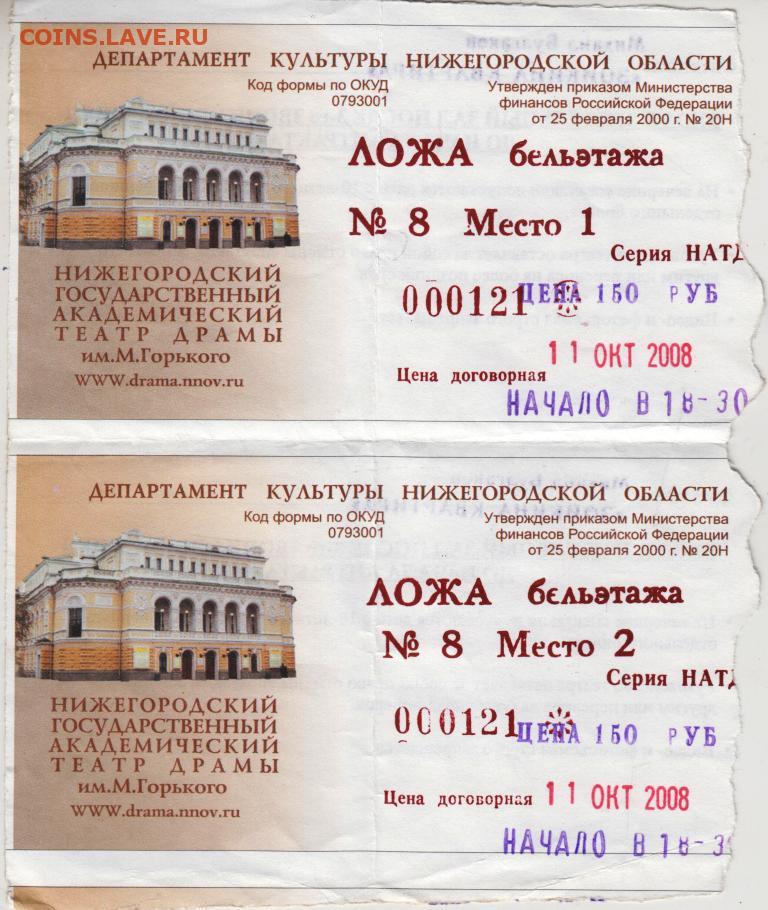 COINS.LAVE.RU
ДЕПАРТАМЕНТ КУЛЬТУРЫ НИЖЕГОРОДСКОЙ ОБЛАСТИ
Код формы по ОКУД
0793001
Утвержден приказом Министерства
финансов Российской Федерации
от 25 февраля 2000 г. № 20Н
ЛОЖА бельэтажа
№ 8 Место 1
Серия НАТД
НИЖЕГОРОДСКИЙ
ГОСУДАРСТВЕННЫЙ
АКАДЕМИЧЕСКИЙ
ТЕАТР ДРАМЫ
им.М.Горького
www.drama.nnov.ru
000121 ЦЕНА 150 РУБ
11 ОКТ 2008
Цена договорная
НАЧАЛО В 18-30
ДЕПАРТАМЕНТ КУЛЬТУРЫ НИЖЕГОРОДСКОЙ ОБЛАСТИ
Код формы по ОКУД
0793001
Утвержден приказом Министерства
финансов Российской Федерации
от 25 февраля 2000 г. № 20Н
ЛОЖА бельэтажа
№ 8 Место 2
Серия НАТД
НИЖЕГОРОДСКИЙ
ГОСУДАРСТВЕННЫЙ
АКАДЕМИЧЕСКИЙ
ТЕАТР ДРАМЫ
им.М.Горького
www.drama.nnov.ru
000121 ЦЕНА 150 РУБ
Цена договорная 11 ОКТ 2008
НАЧАЛО В 18-30